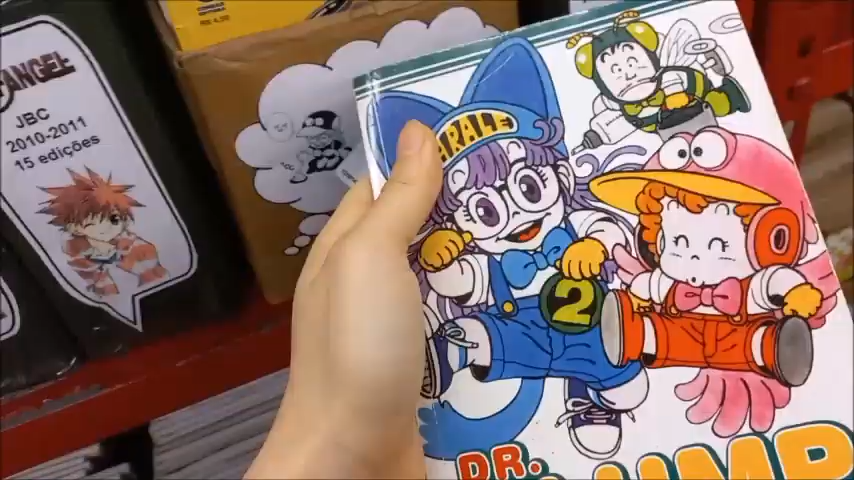 ANGEL
JBC
2010-2011
15 edições
ARALE
2
DR.
UMP